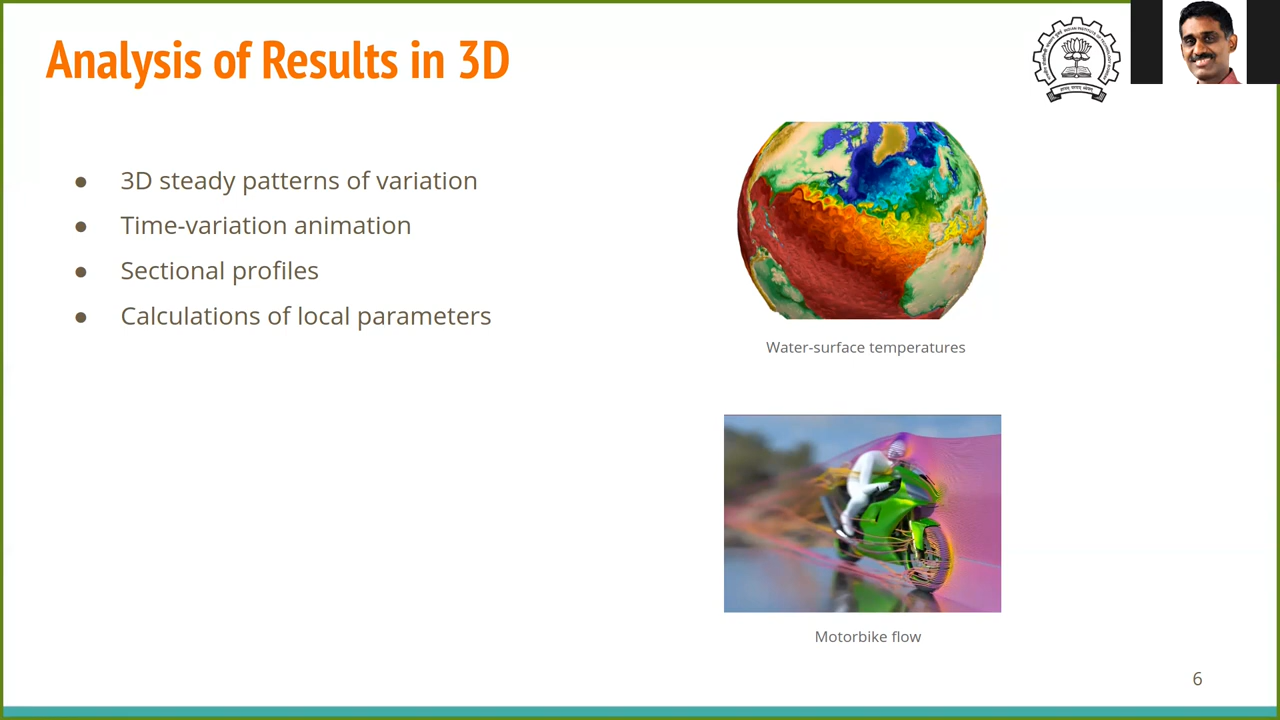 Analysis of Results in 3D
● 3D steady patterns of variation
● Time-variation animation
● Sectional profiles
● Calculations of local parameters
Water-surface temperatures
Motorbike flow
6